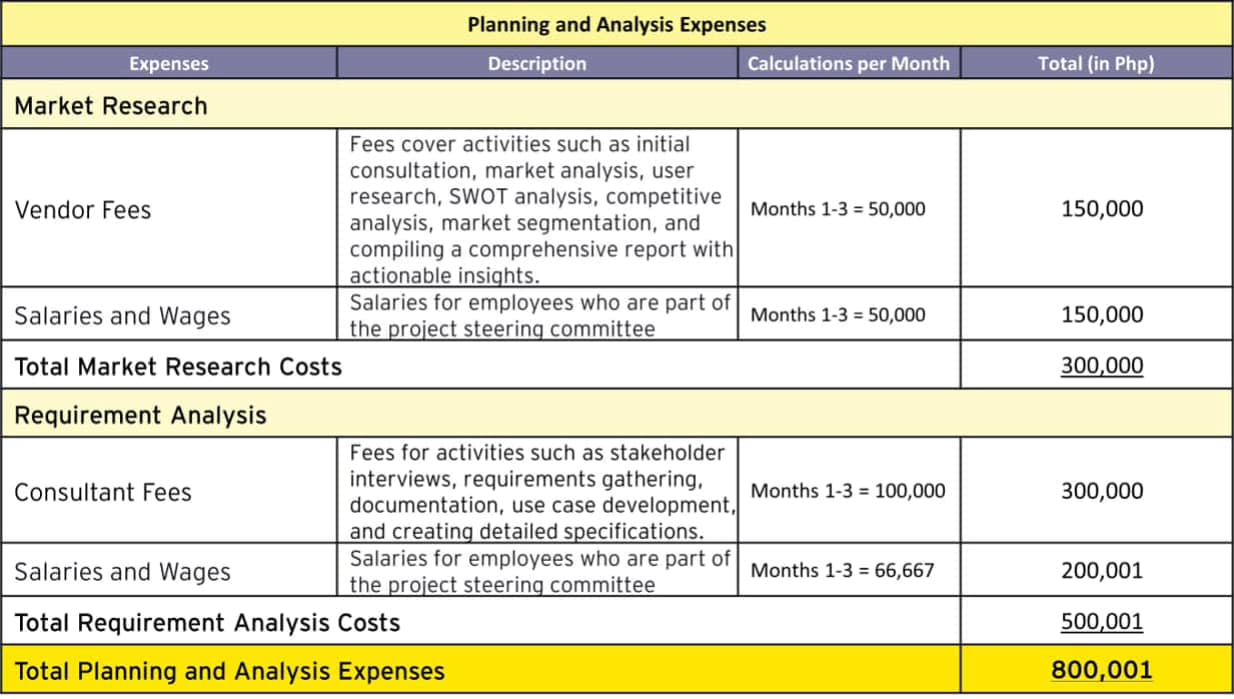 Planning and Analysis Expenses
Expenses Description Calculations per Month Total (in Php)
Market Research
Vendor Fees
Fees cover activities such as initial
consultation, market analysis, user
research, SWOT analysis, competitive
analysis, market segmentation, and
compiling a comprehensive report with
actionable insights.
Months 1-3 = 50,000
150,000
Salaries and Wages
Salaries for employees who are part of
the project steering committee
Months 1-3 = 50,000
150,000
Total Market Research Costs 300,000
Requirement Analysis
Consultant Fees
Fees for activities such as stakeholder
interviews, requirements gathering,
documentation, use case development,
and creating detailed specifications.
Months 1-3 = 100,000
300,000
Salaries and Wages
Salaries for employees who are part of
the project steering committee
Months 1-3 = 66,667
200,001
Total Requirement Analysis Costs 500,001
Total Planning and Analysis Expenses 800,001